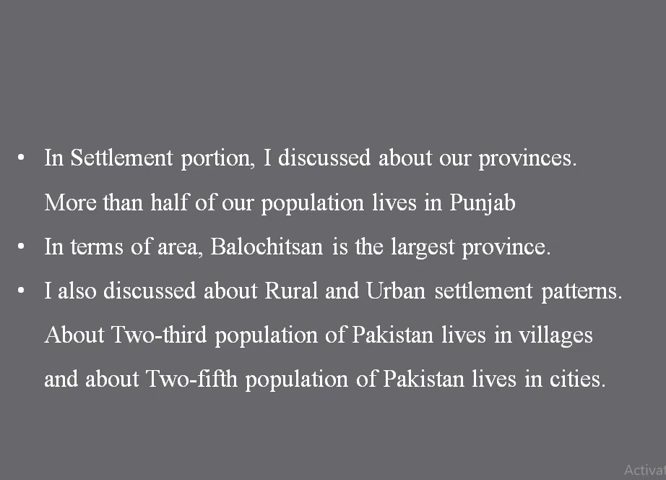 • In Settlement portion, I discussed about our provinces.
More than half of our population lives in Punjab
• In terms of area, Balochitsan is the largest province.
• I also discussed about Rural and Urban settlement patterns.
About Two-third population of Pakistan lives in villages
and about Two-fifth population of Pakistan lives in cities.
Activat